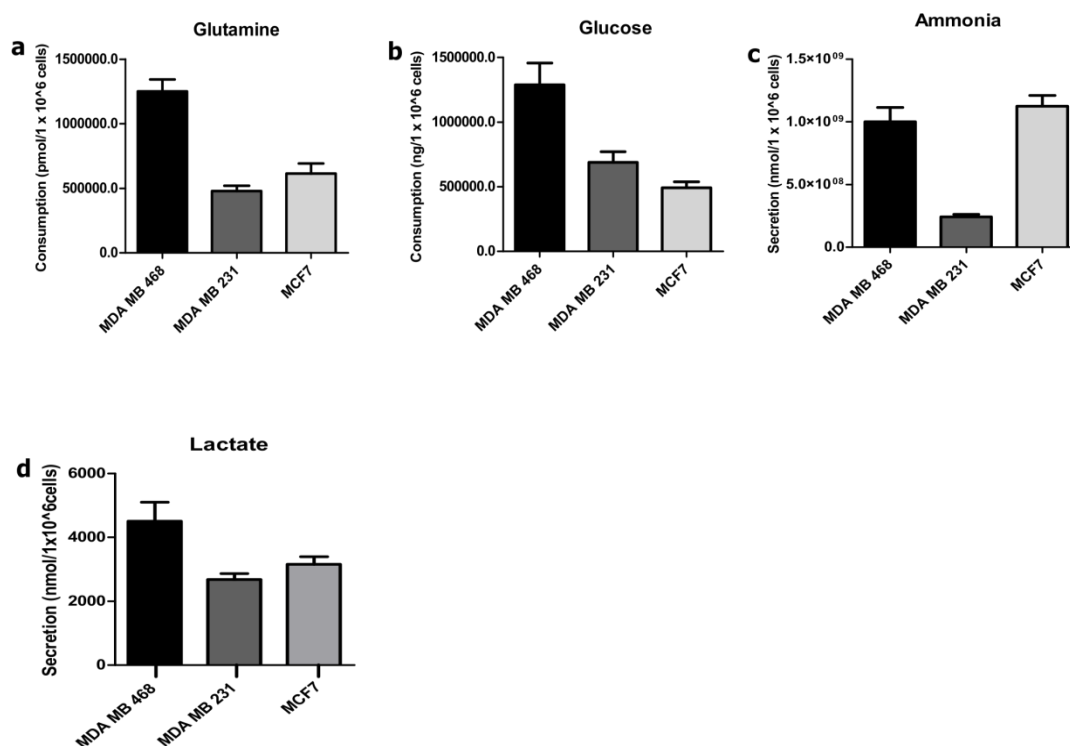 a
Glutamine
Consumption (pmol/1 x 10^6 cells)
1500000.0
1000000.0
500000.0
0.0
MDA MB 468
MDA MB 231
MCF7
b
Glucose
Consumption (ng/1 x 10^6 cells)
1500000.0
1000000.0
500000.0
0.0
MDA MB 468
MDA MB 231
MCF7
c
Ammonia
Secretion (nmol/1 x 10^6 cells)
1.5×10⁰⁹
1.0×10⁰⁹
5.0×10⁰⁸
0.0
MDA MB 468
MDA MB 231
MCF7
d
Lactate
Secretion (nmol/1x10^6cells)
6000
4000
2000
0
MDA MB 468
MDA MB 231
MCF7